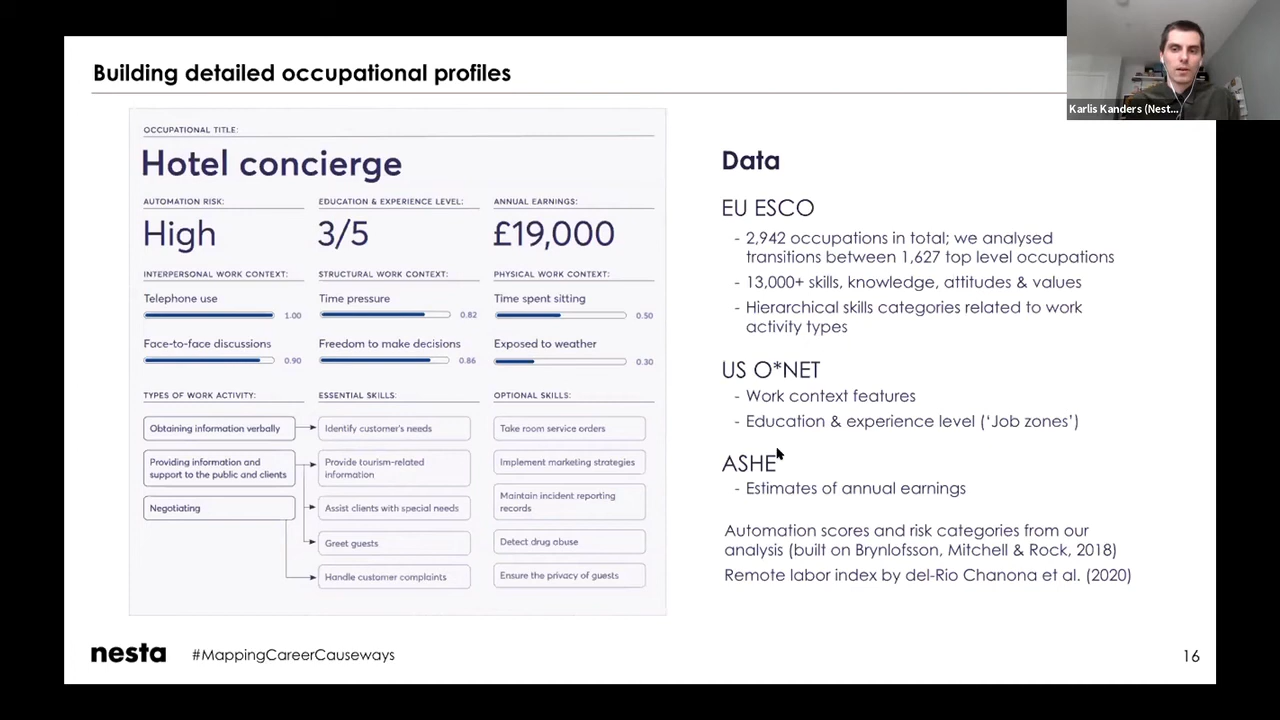 Building detailed occupational profiles
Karlis Kanders (Nest...
OCCUPATIONAL TITLE:
Hotel concierge
AUTOMATION RISK:
High
EDUCATION & EXPERIENCE LEVEL:
3/5
ANNUAL EARNINGS:
£19,000
INTERPERSONAL WORK CONTEXT:
Telephone use
1.00
Face-to-face discussions
0.90
STRUCTURAL WORK CONTEXT:
Time pressure
0.82
Freedom to make decisions
0.86
PHYSICAL WORK CONTEXT:
Time spent sitting
0.50
Exposed to weather
0.30
TYPES OF WORK ACTIVITY:
Obtaining information verbally
Providing information and
support to the public and clients
Negotiating
ESSENTIAL SKILLS:
Identify customer's needs
Provide tourism-related
information
Assist clients with special needs
Greet guests
Handle customer complaints
OPTIONAL SKILLS:
Take room service orders
Implement marketing strategies
Maintain incident reporting
records
Detect drug abuse
Ensure the privacy of guests
Data
EU ESCO
- 2,942 occupations in total; we analysed
transitions between 1,627 top level occupations
- 13,000+ skills, knowledge, attitudes & values
- Hierarchical skills categories related to work
activity types
US O*NET
- Work context features
- Education & experience level (‘Job zones’)
ASHE
- Estimates of annual earnings
Automation scores and risk categories from our
analysis (built on Brynlofsson, Mitchell & Rock, 2018)
Remote labor index by del-Rio Chanona et al. (2020)
nesta
#MappingCareerCauseways
16